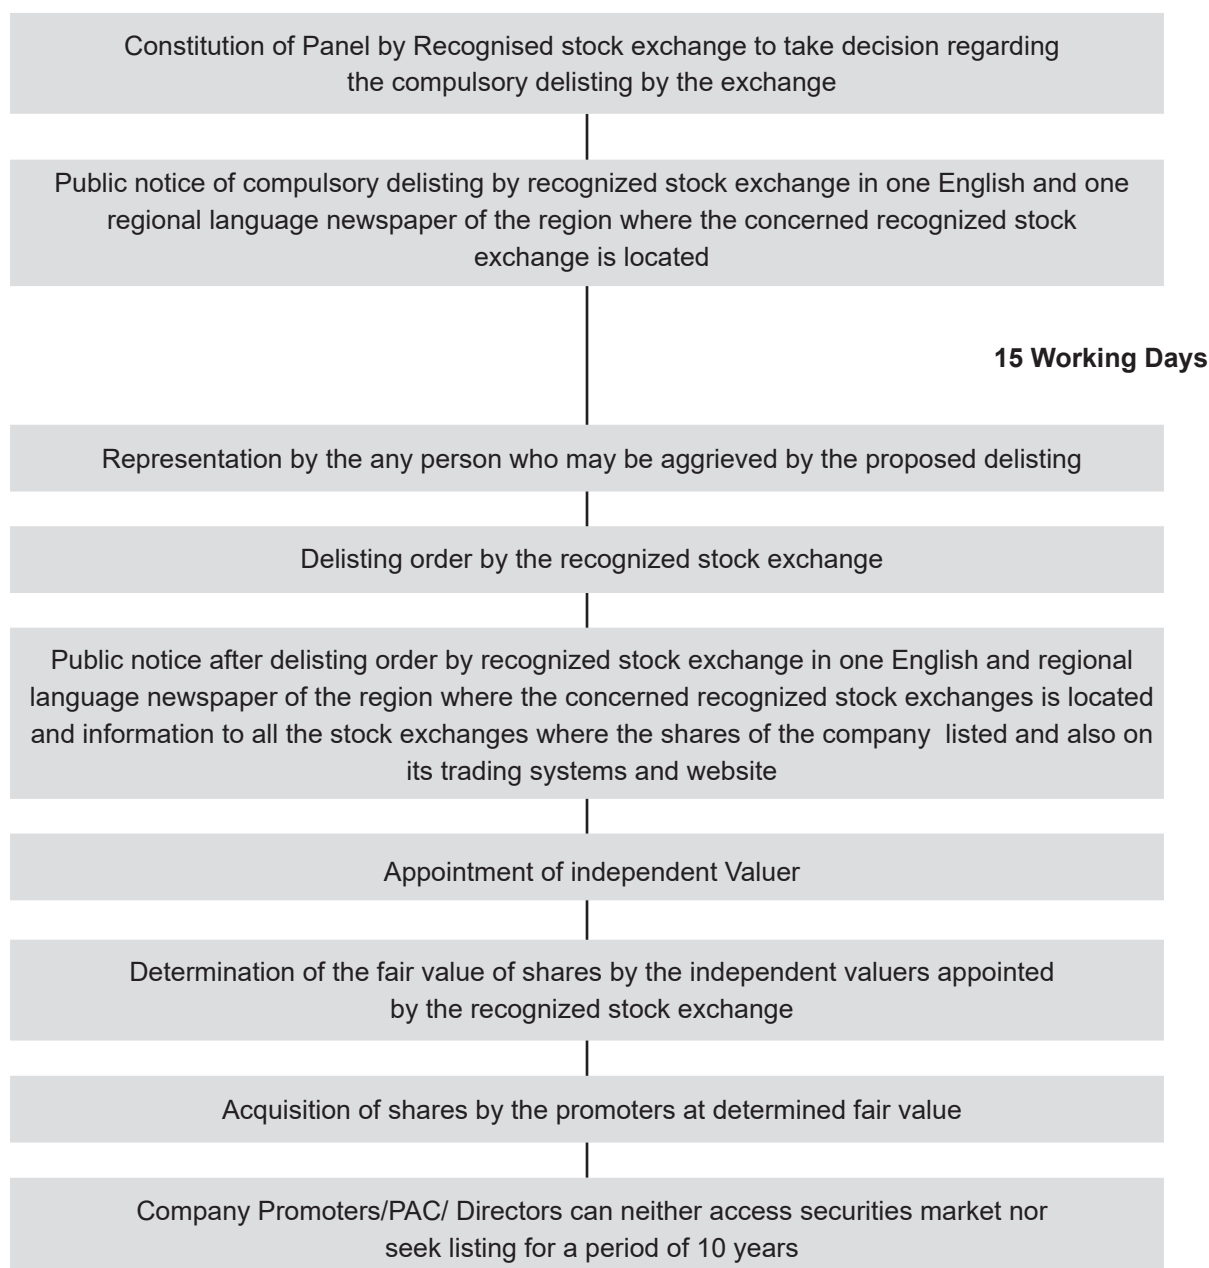 Constitution of Panel by Recognised stock exchange to take decision regarding
the compulsory delisting by the exchange
Public notice of compulsory delisting by recognized stock exchange in one English and one
regional language newspaper of the region where the concerned recognized stock
exchange is located
15 Working Days
Representation by the any person who may be aggrieved by the proposed delisting
Delisting order by the recognized stock exchange
Public notice after delisting order by recognized stock exchange in one English and regional
language newspaper of the region where the concerned recognized stock exchanges is located
and information to all the stock exchanges where the shares of the company listed and also on
its trading systems and website
Appointment of independent Valuer
Determination of the fair value of shares by the independent valuers appointed
by the recognized stock exchange
Acquisition of shares by the promoters at determined fair value
Company Promoters/PAC/ Directors can neither access securities market nor
seek listing for a period of 10 years